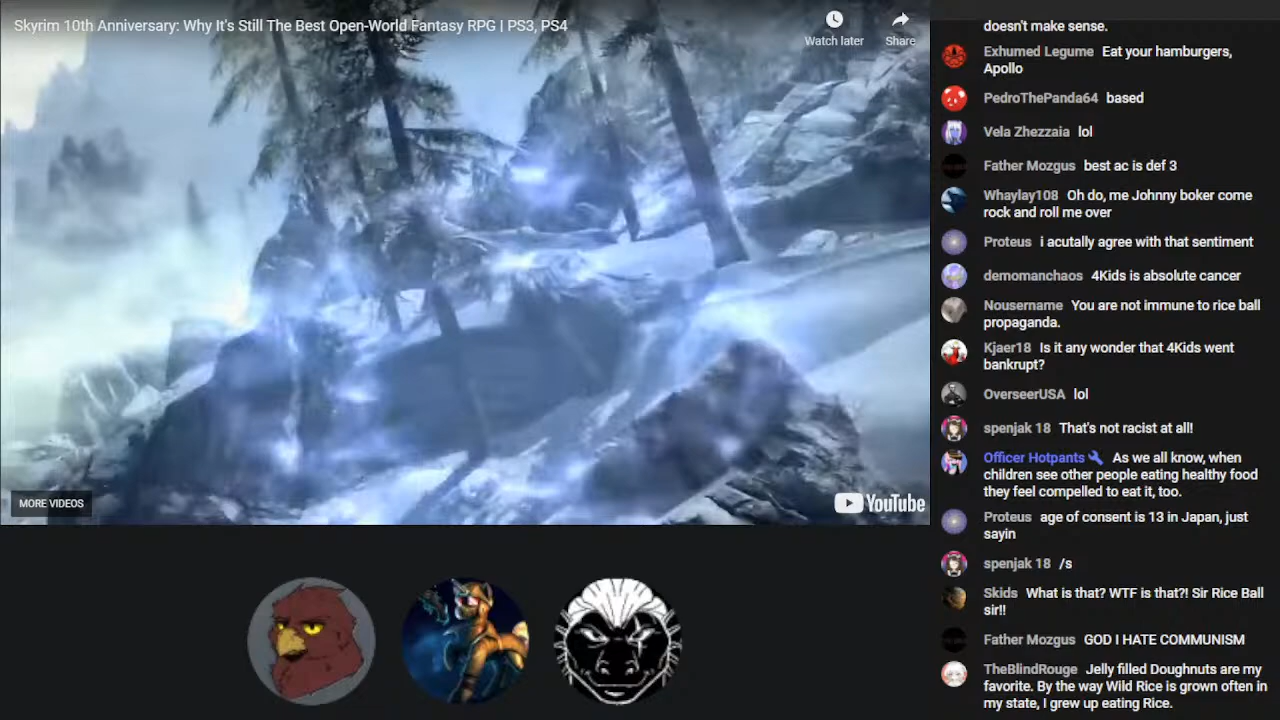 Skyrim 10th Anniversary: Why It's Still The Best Open-World Fantasy RPG | PS3, PS4
Watch later
Share
MORE VIDEOS
YouTube
doesn't make sense.
Exhumed Legume Eat your hamburgers,
Apollo
PedroThePanda64 based
Vela Zhezzaia lol
Father Mozgus best ac is def 3
Whaylay108 Oh do, me Johnny boker come
rock and roll me over
Proteus i acutally agree with that sentiment
demomanchaos 4Kids is absolute cancer
Nousername You are not immune to rice ball
propaganda.
Kjaer18 Is it any wonder that 4Kids went
bankrupt?
OverseerUSA lol
spenjak 18 That's not racist at all!
Officer Hotpants As we all know, when
children see other people eating healthy food
they feel compelled to eat it, too.
Proteus age of consent is 13 in Japan, just
sayin
spenjak 18 /s
Skids What is that? WTF is that?! Sir Rice Ball
sir!!
Father Mozgus GOD I HATE COMMUNISM
TheBlindRouge Jelly filled Doughnuts are my
favorite. By the way Wild Rice is grown often in
my state, I grew up eating Rice.